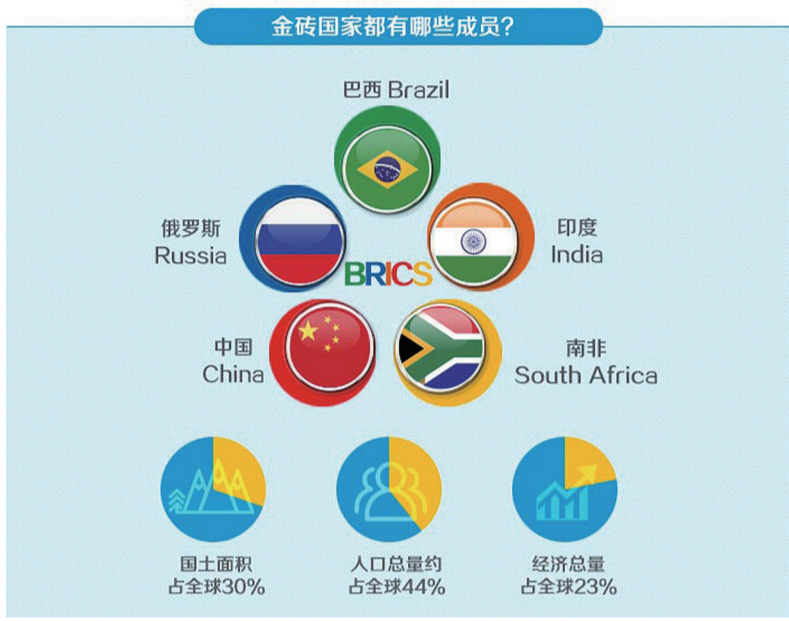 金砖国家都有哪些成员?
巴西 Brazil
俄罗斯
Russia
印度
India
BRICS
中国
China
南非
South Africa
国土面积
占全球30%
人口总量约
占全球44%
经济总量
占全球23%